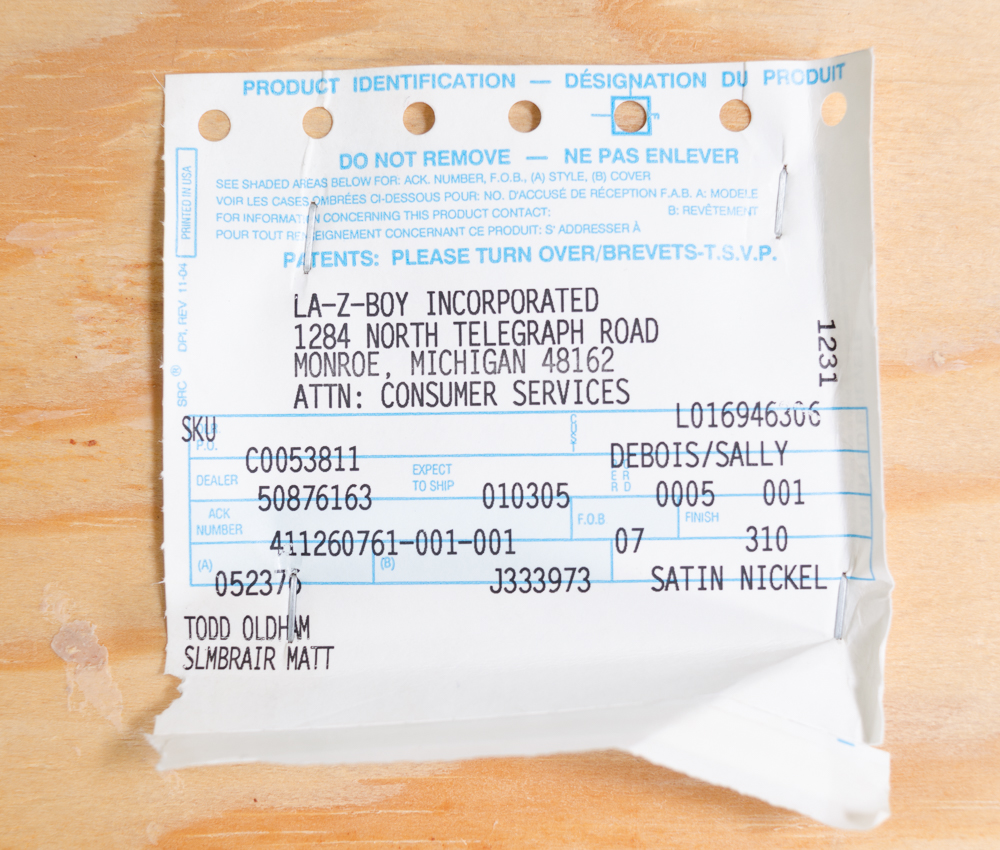 PRODUCT IDENTIFICATION — DÉSIGNATION DU PRODUIT
DO NOT REMOVE — NE PAS ENLEVER
SEE SHADED AREAS BELOW FOR: ACK. NUMBER, F.O.B., (A) STYLE, (B) COVER
VOIR LES CASES OMBRÉES CI-DESSOUS POUR: NO. D'ACCUSÉ DE RÉCEPTION F.A.B. A: MODELE
FOR INFORMATION CONCERNING THIS PRODUCT CONTACT: B: REVÊTEMENT
POUR TOUT RENSEIGNEMENT CONCERNANT CE PRODUIT: S' ADDRESSER À
PATENTS: PLEASE TURN OVER/BREVETS-T.S.V.P.
PRINTED IN USA
SRC ® DPI, REV 11-04
LA-Z-BOY INCORPORATED
1284 NORTH TELEGRAPH ROAD
MONROE, MICHIGAN 48162
ATTN: CONSUMER SERVICES
1231
SKU L016946306
P.O. CUST
C0053811 DEBOIS/SALLY
DEALER EXPECT TO SHIP
50876163 010305 0005 001
ACK NUMBER F.O.B FINISH
411260761-001-001 07 310
(A) (B)
052376 J333973 SATIN NICKEL
TODD OLDHAM
SLMBRAIR MATT